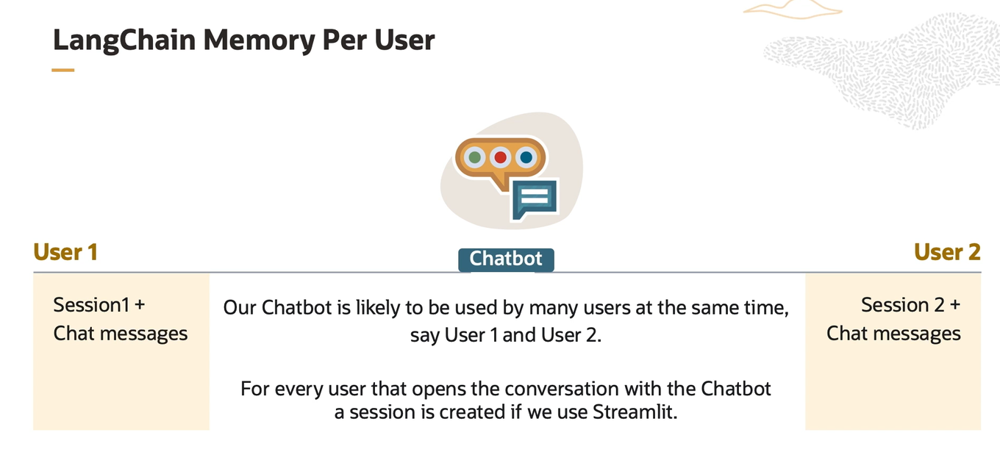 LangChain Memory Per User
User 1
Chatbot
User 2
Session1 +
Chat messages
Our Chatbot is likely to be used by many users at the same time,
say User 1 and User 2.
For every user that opens the conversation with the Chatbot
a session is created if we use Streamlit.
Session 2 +
Chat messages